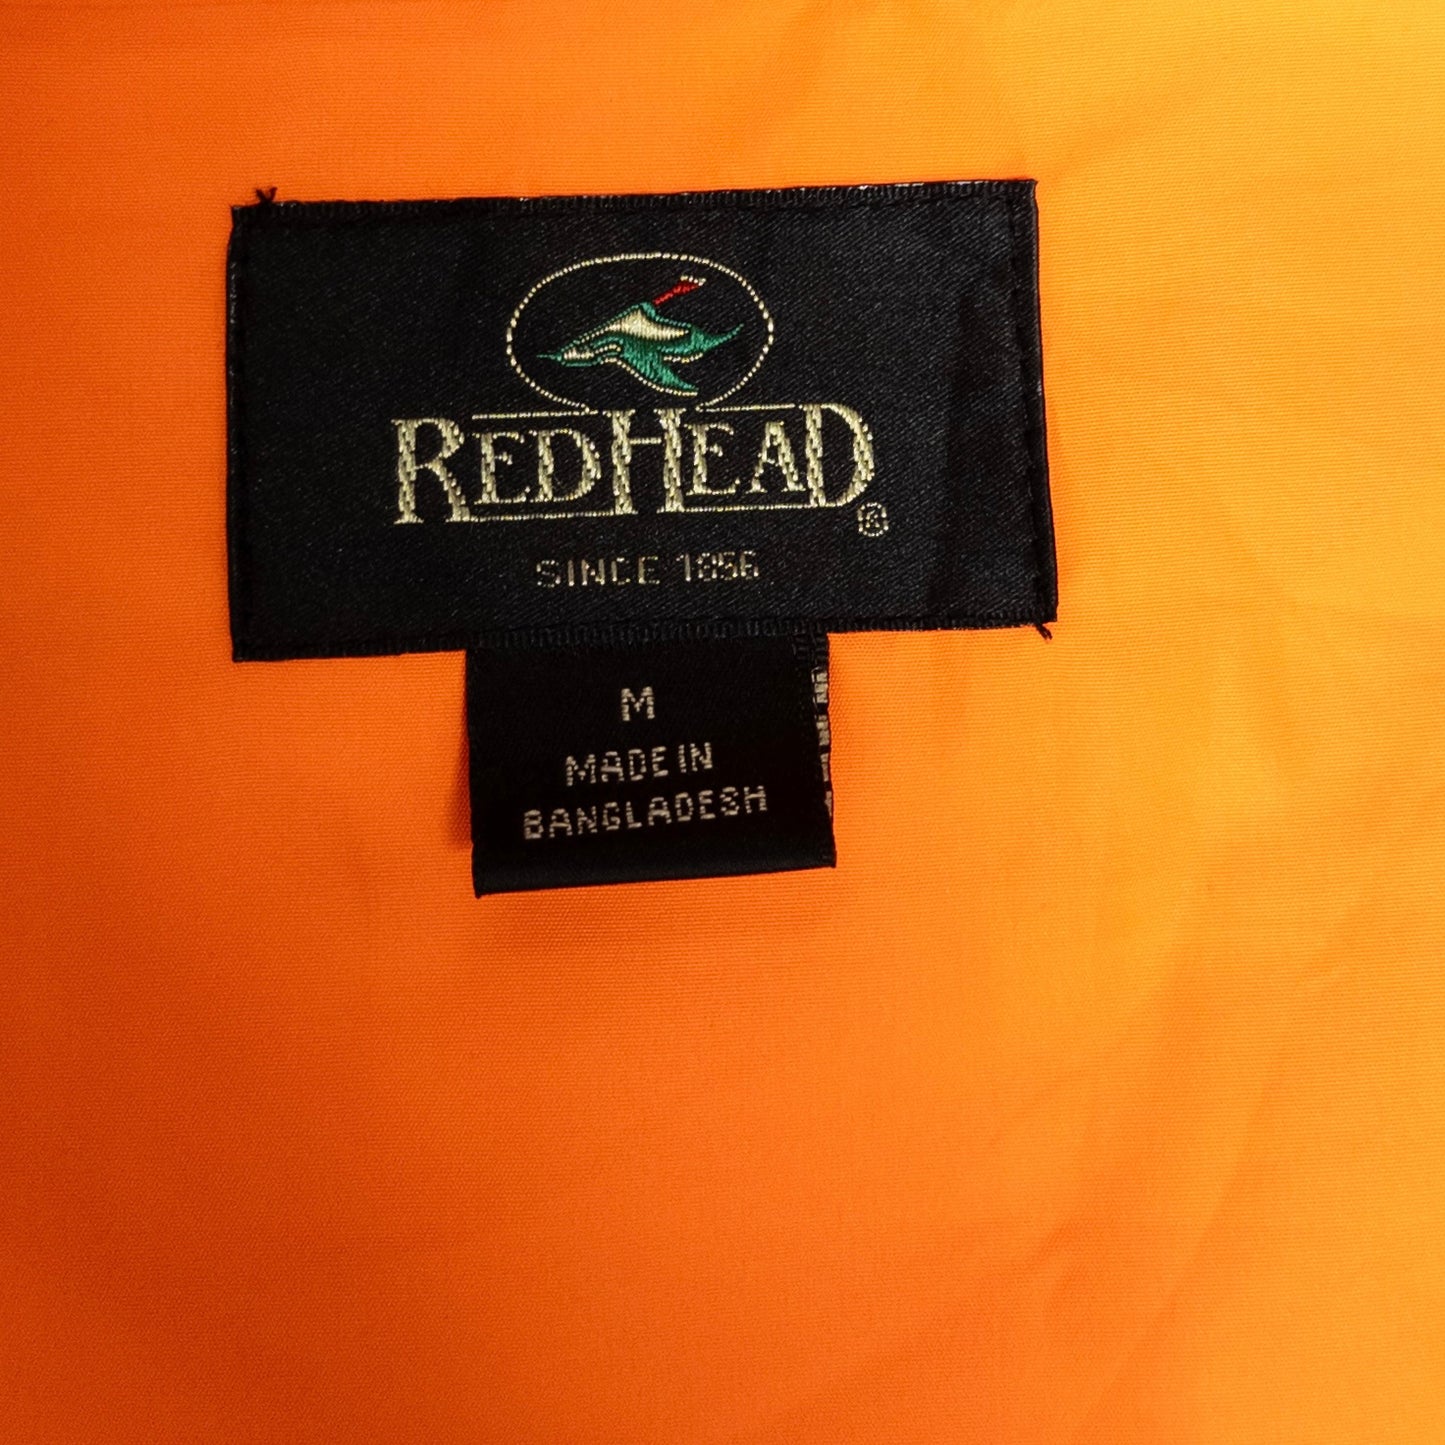 REDHEAD®
SINCE 1856
M
MADE IN
BANGLADESH